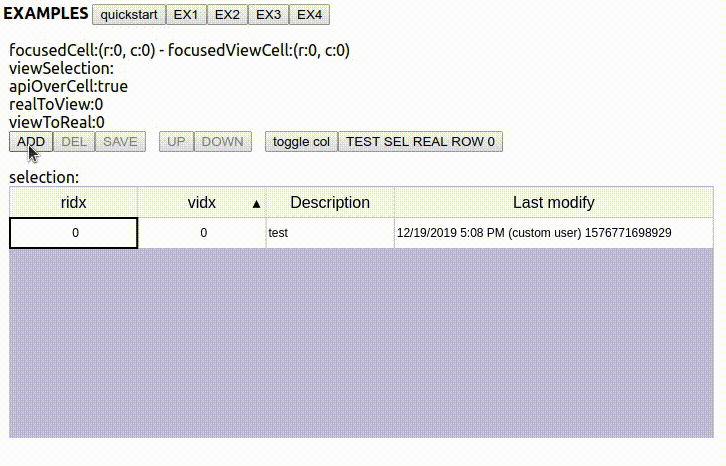 EXAMPLES quickstart EX1 EX2 EX3 EX4
focusedCell:(r:0, c:0) - focusedViewCell:(r:0, c:0)
viewSelection:
apiOverCell:true
realToView:0
viewToReal:0
ADD DEL SAVE UP DOWN toggle col TEST SEL REAL ROW 0
selection:
ridx vidx ▲ Description Last modify
0 0 test 12/19/2019 5:08 PM (custom user) 1576771698929